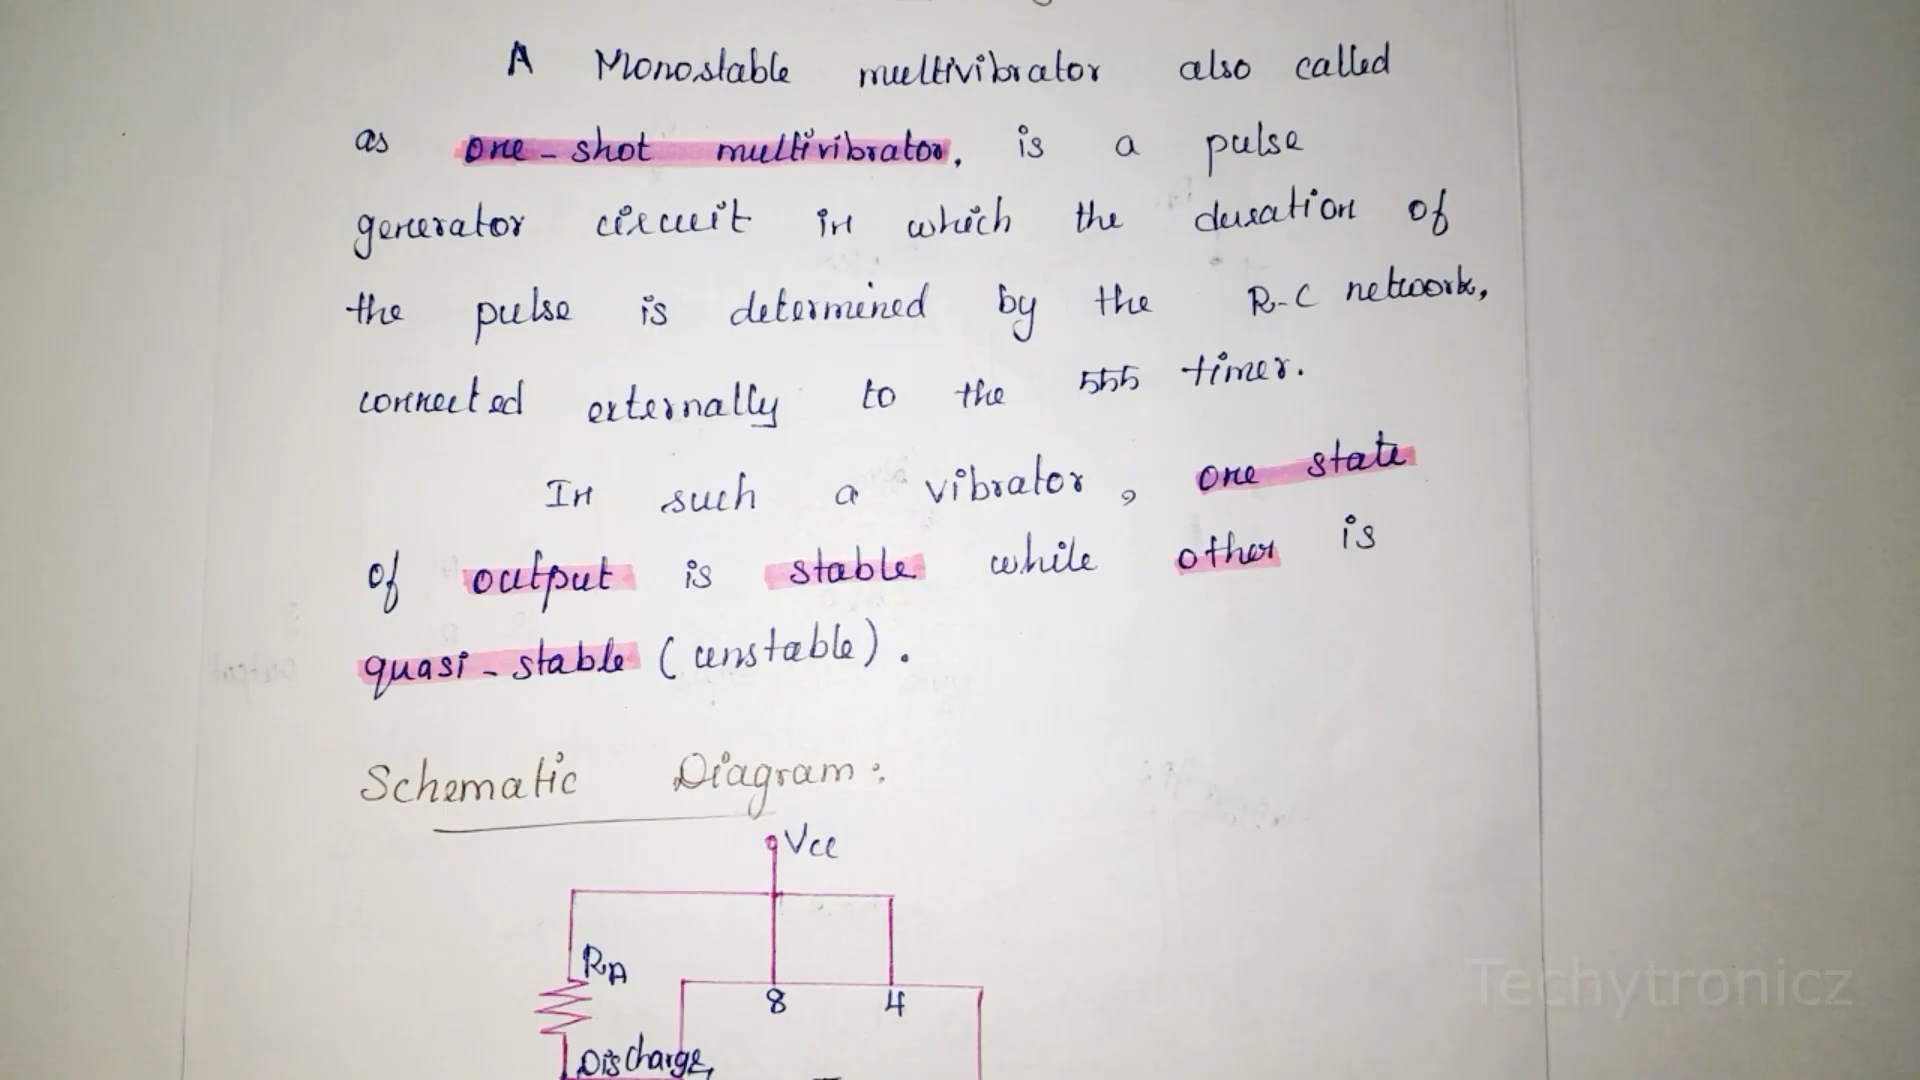 A Monostable multivibrator also called
as one-shot multivibrator, is a pulse
generator circuit in which the duration of
the pulse is determined by the R-C network,
connected externally to the 555 timer.
In such a vibrator, one state
of output is stable while other is
quasi-stable (unstable).
Schematic Diagram:
Vcc
RA
8 4
Discharge,
Techytronicz